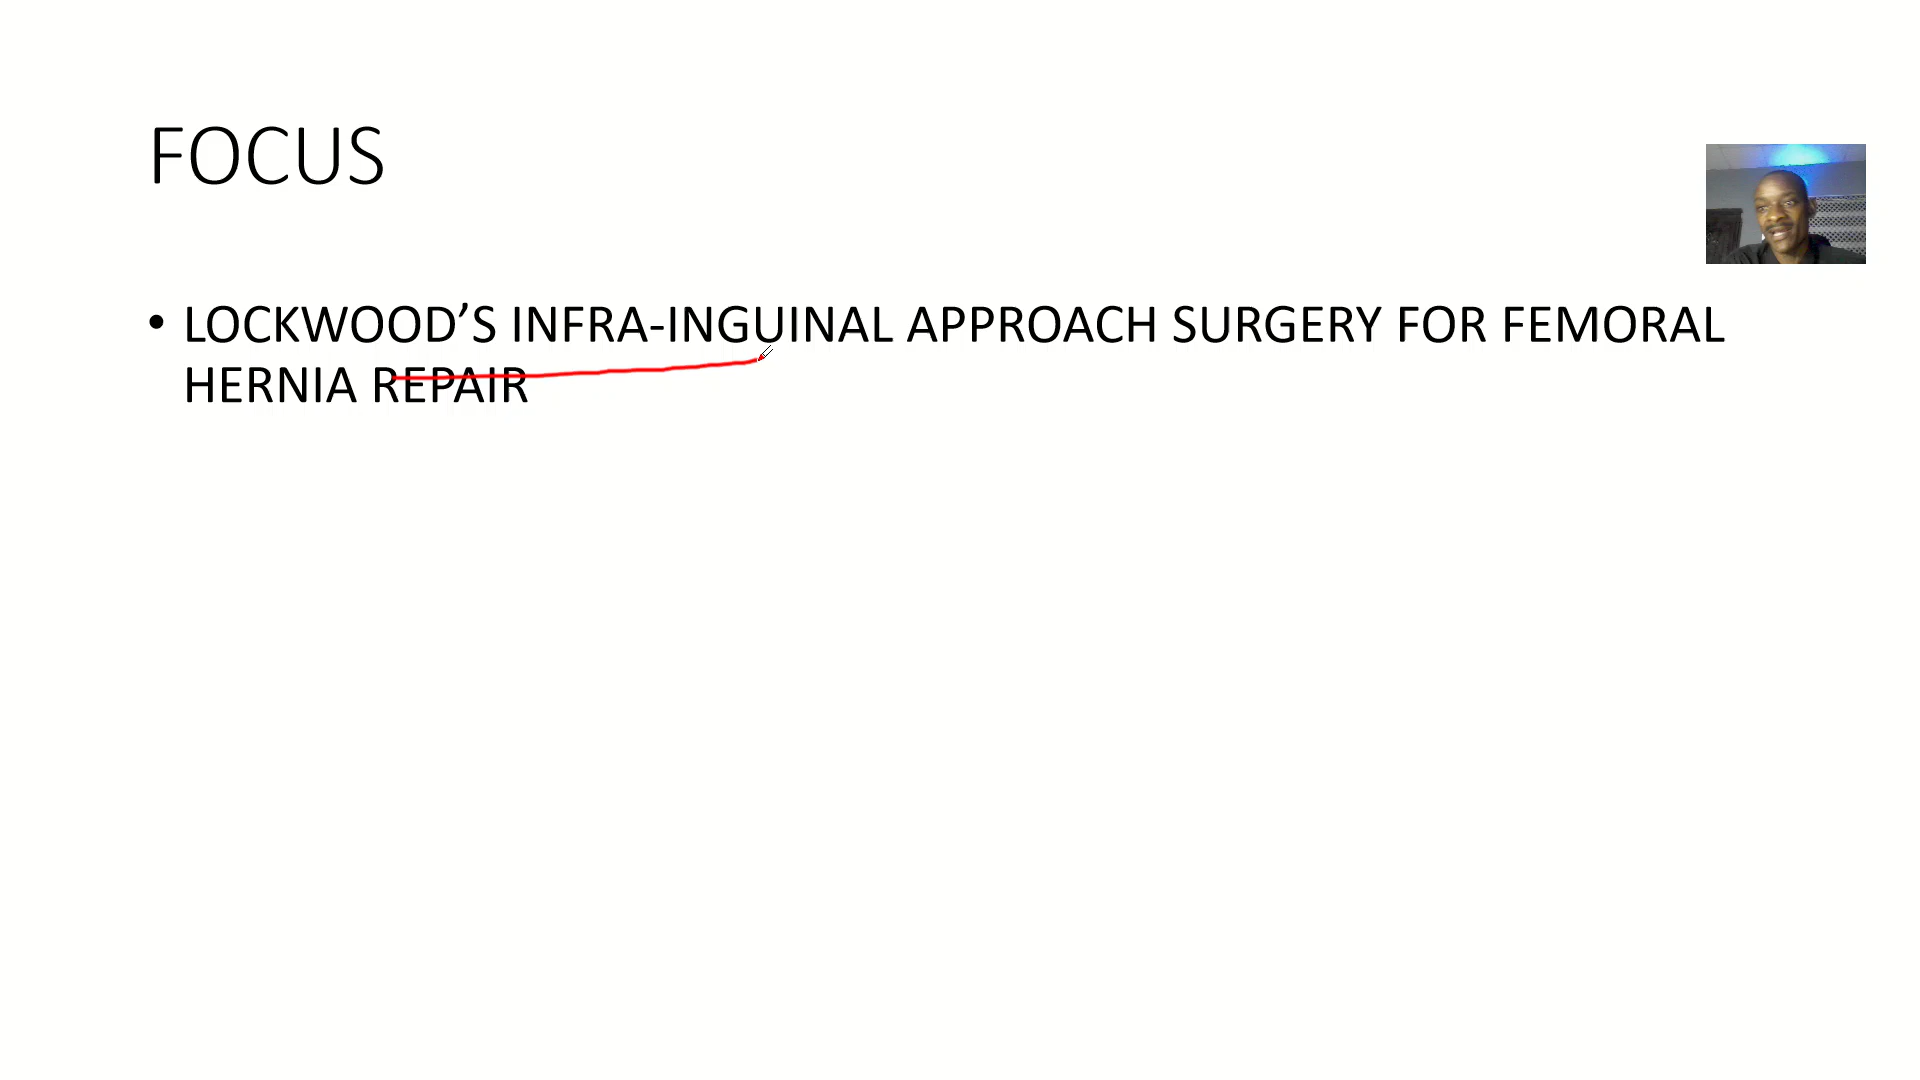 FOCUS
• LOCKWOOD’S INFRA-INGUINAL APPROACH SURGERY FOR FEMORAL
HERNIA REPAIR